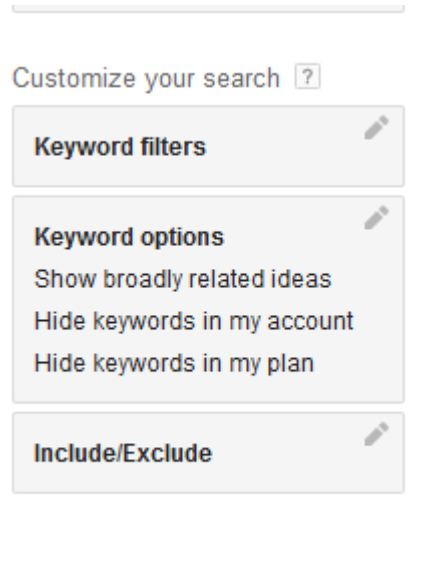 Customize your search ?
Keyword filters
Keyword options
Show broadly related ideas
Hide keywords in my account
Hide keywords in my plan
Include/Exclude